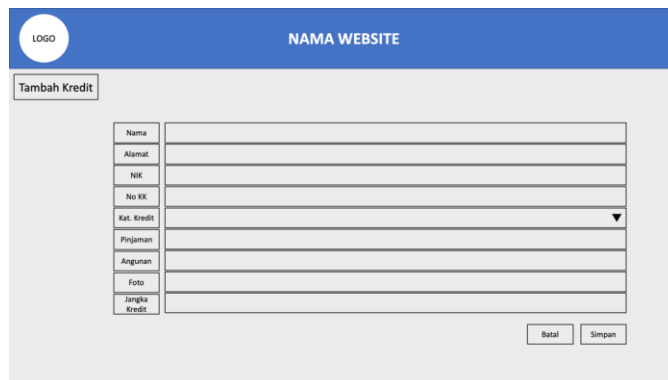 LOGO
NAMA WEBSITE
Tambah Kredit
Nama
Alamat
NIK
No KK
Kat. Kredit
Pinjaman
Angunan
Foto
Jangka
Kredit
Batal
Simpan